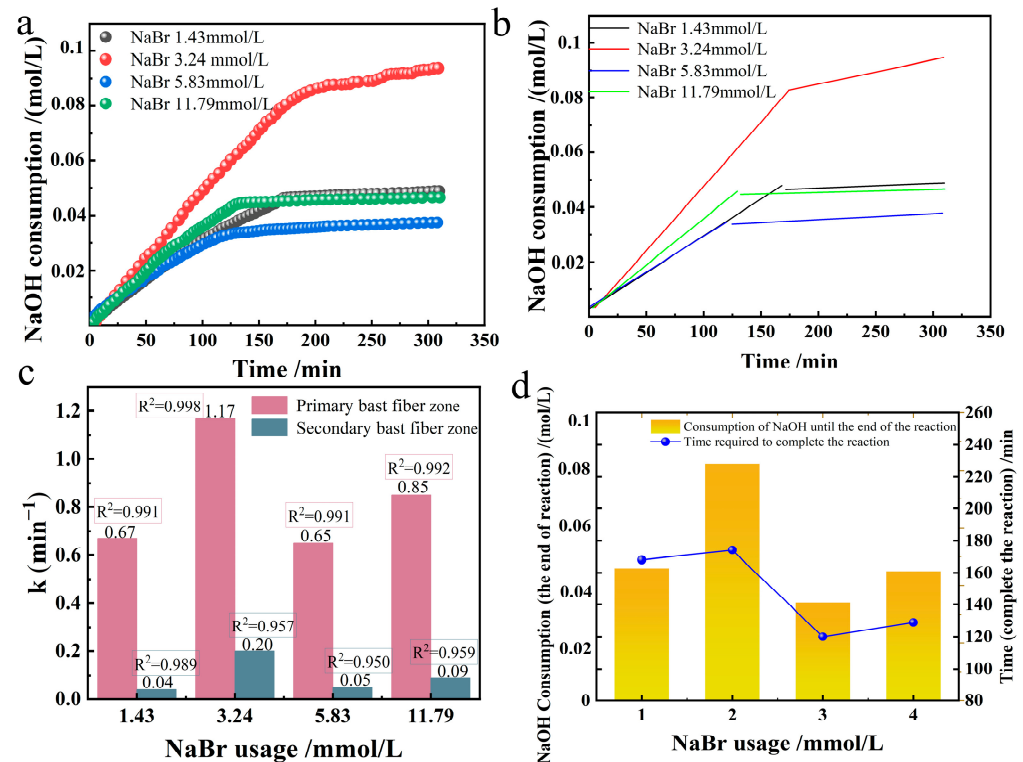 a
NaOH consumption /(mol/L)
0.1
0.08
0.06
0.04
0.02
NaBr 1.43mmol/L
NaBr 3.24 mmol/L
NaBr 5.83mmol/L
NaBr 11.79mmol/L
0 50 100 150 200 250 300 350
Time /min
b
NaOH consumption /(mol/L)
0.1
0.08
0.06
0.04
0.02
NaBr 1.43mmol/L
NaBr 3.24 mmol/L
NaBr 5.83mmol/L
NaBr 11.79mmol/L
0 50 100 150 200 250 300 350
Time /min
c
k (min⁻¹)
1.2
1.0
0.8
0.6
0.4
0.2
0.0
Primary bast fiber zone
Secondary bast fiber zone
R²=0.998
1.17
R²=0.992
0.85
R²=0.991
0.67
R²=0.991
0.65
R²=0.957
0.20
R²=0.989
0.04
R²=0.950
0.05
R²=0.959
0.09
1.43 3.24 5.83 11.79
NaBr usage /mmol/L
d
NaOH Consumption ((the end of reaction) /(mol/L)
0.1
0.08
0.06
0.04
0.02
0
Consumption of NaOH until the end of the reaction
Time required to complete the reaction
260
240
220
200
180
160
140
120
100
80
Time (complete the reaction) /min
1 2 3 4
NaBr usage /mmol/L